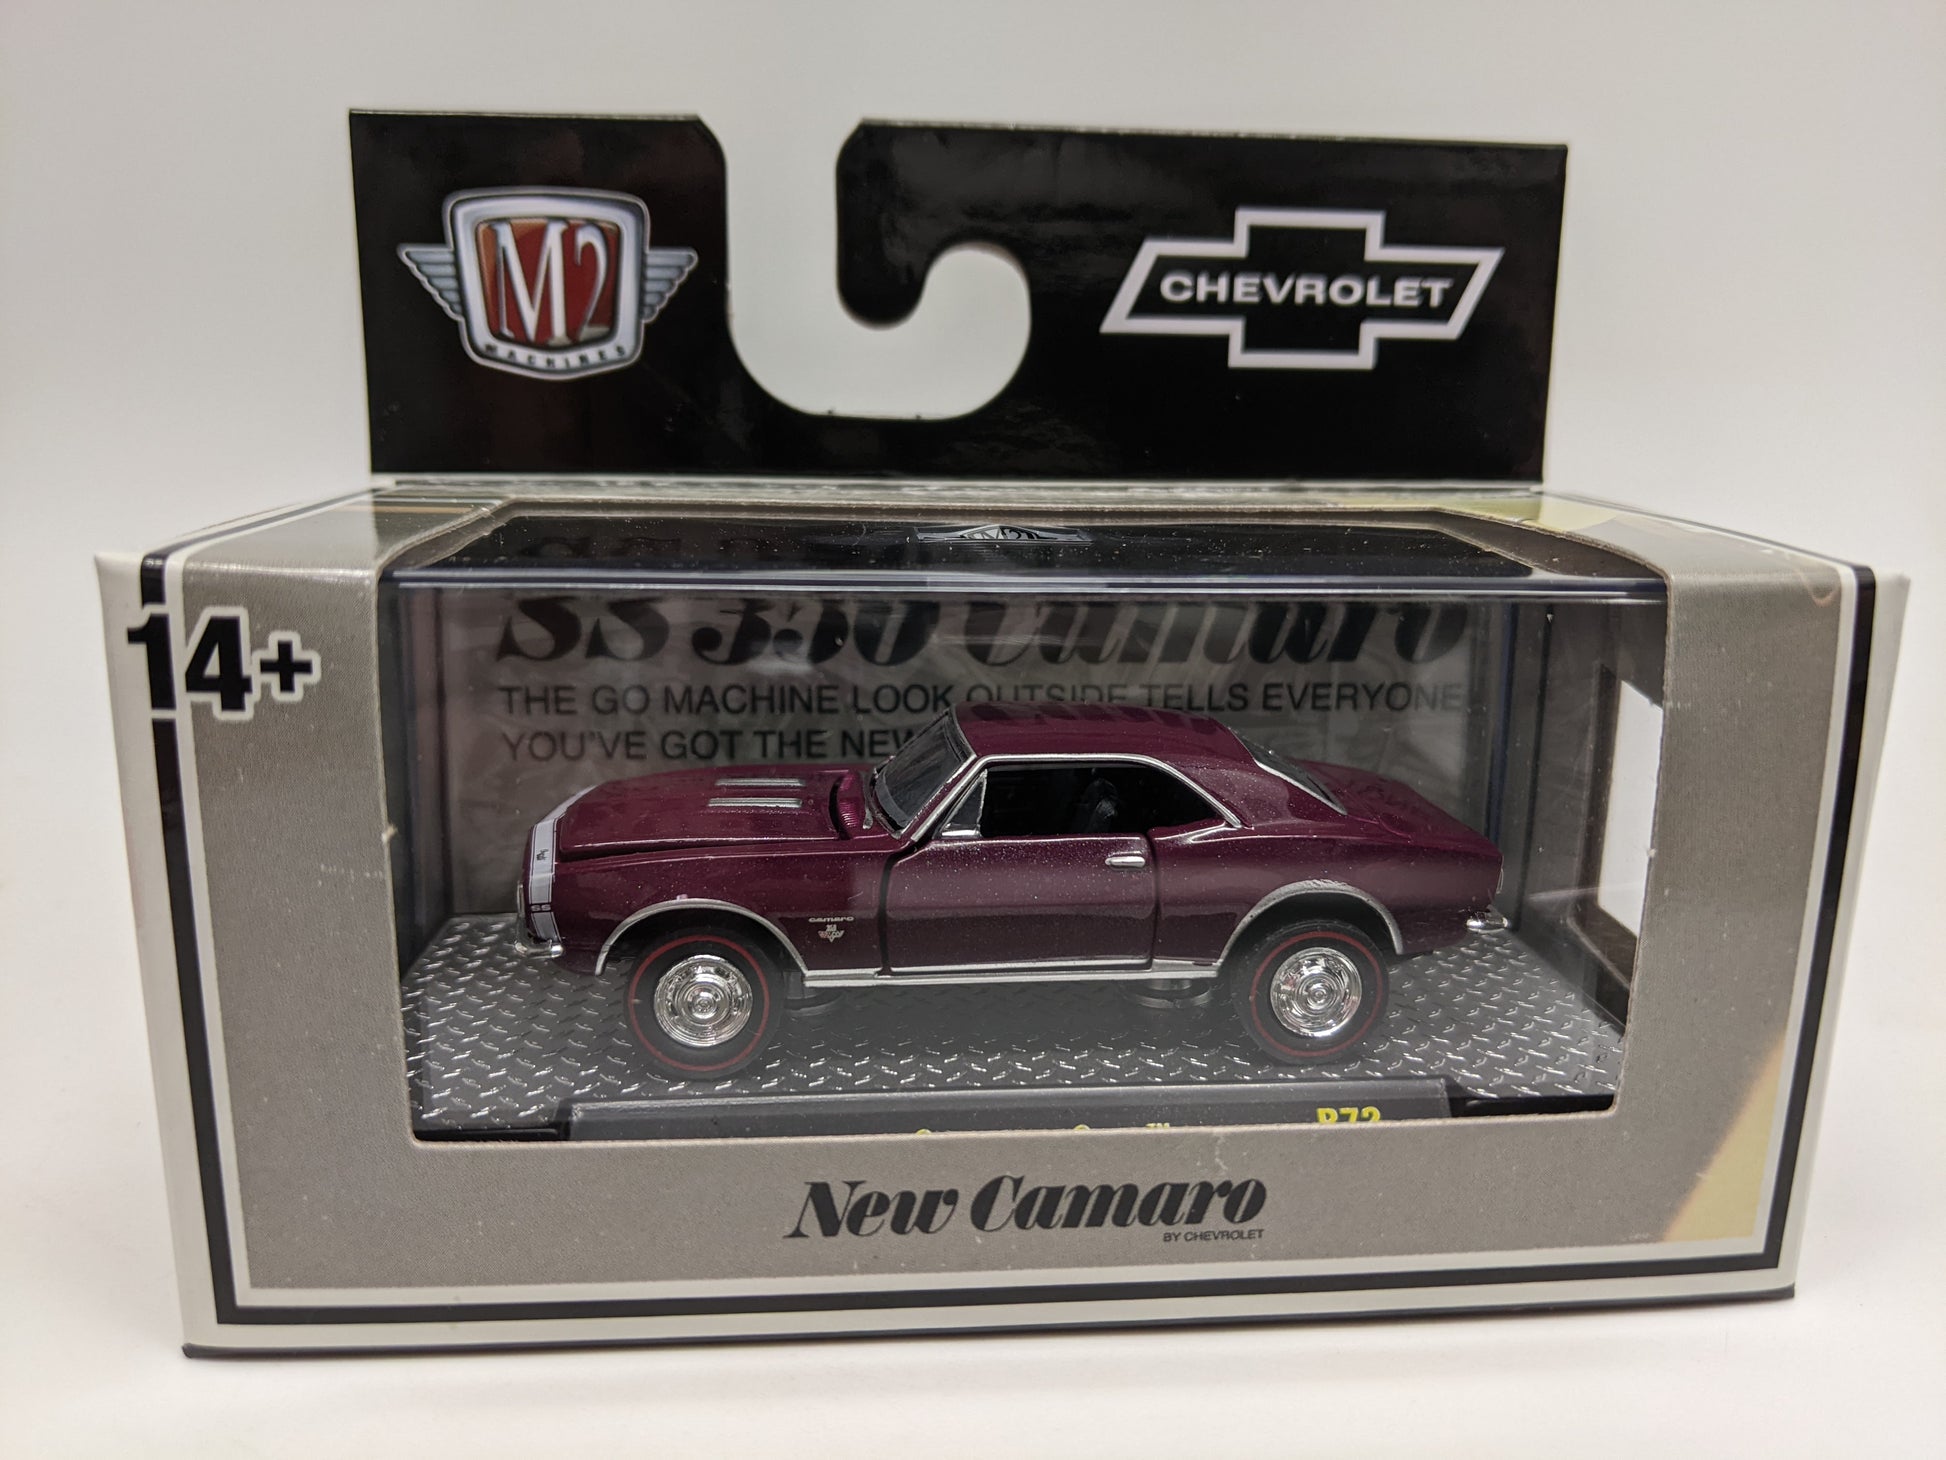 M2
MACHINES
CHEVROLET
14+
SS 350 Camaro
THE GO MACHINE LOOK OUTSIDE TELLS EVERYONE
YOU'VE GOT THE NEW
SS
camaro
R72
New Camaro
BY CHEVROLET